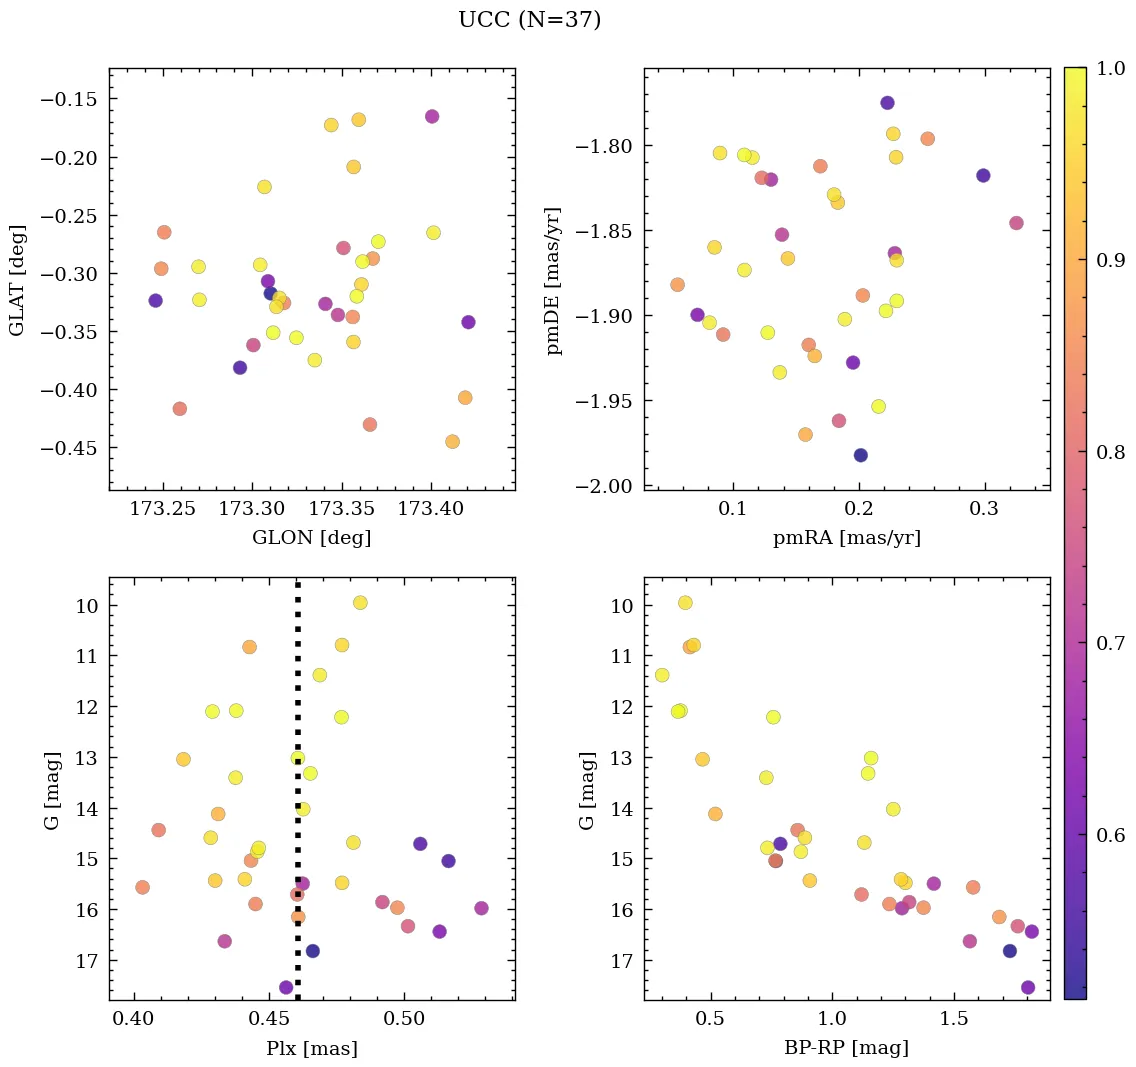 UCC (N=37)
−0.15
−0.20
−0.25
−0.30
−0.35
−0.40
−0.45
GLAT [deg]
173.25 173.30 173.35 173.40
GLON [deg]
−1.80
−1.85
−1.90
−1.95
−2.00
pmDE [mas/yr]
0.1 0.2 0.3
pmRA [mas/yr]
10
11
12
13
14
15
16
17
G [mag]
0.40 0.45 0.50
Plx [mas]
10
11
12
13
14
15
16
17
G [mag]
0.5 1.0 1.5
BP-RP [mag]
1.0
0.9
0.8
0.7
0.6